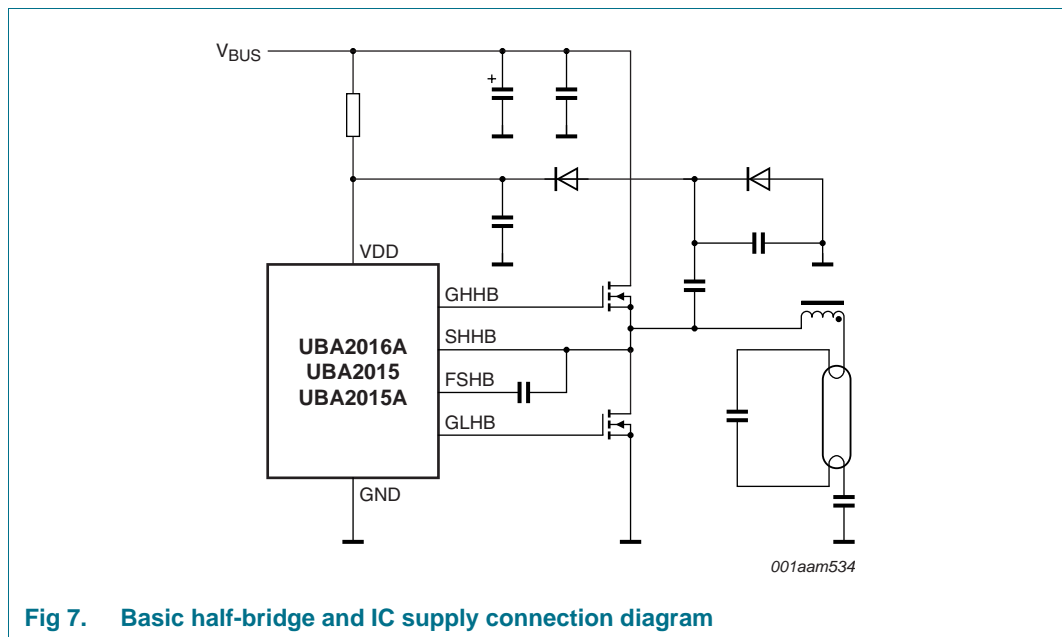 V_BUS
+
VDD
GHHB
SHHB
FSHB
GLHB
UBA2016A
UBA2015
UBA2015A
GND
001aam534
Fig 7. Basic half-bridge and IC supply connection diagram